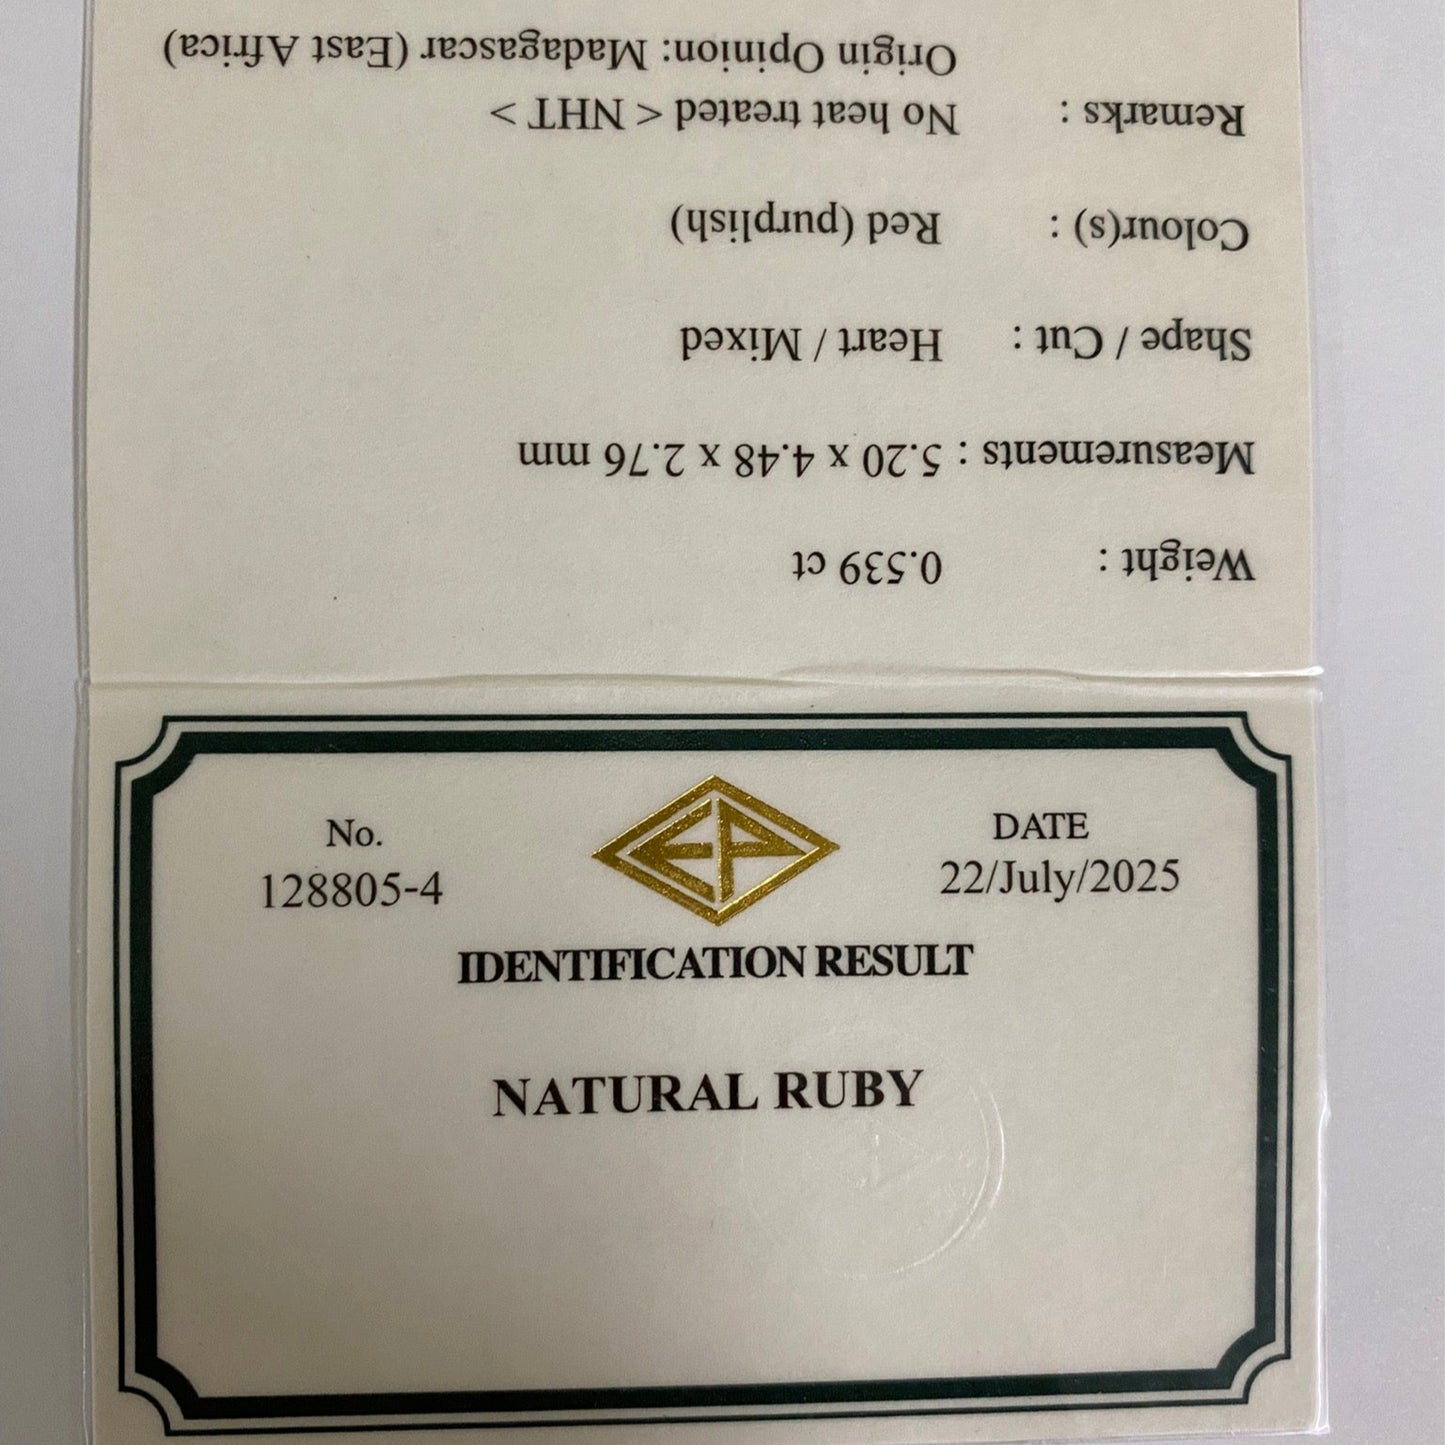 No.
128805-4
EP
DATE
22/July/2025
IDENTIFICATION RESULT
NATURAL RUBY
Weight : 0.539 ct
Measurements : 5.20 x 4.48 x 2.76 mm
Shape / Cut : Heart / Mixed
Colour(s) : Red (purplish)
Remarks : No heat treated < NHT >
Origin Opinion: Madagascar (East Africa)